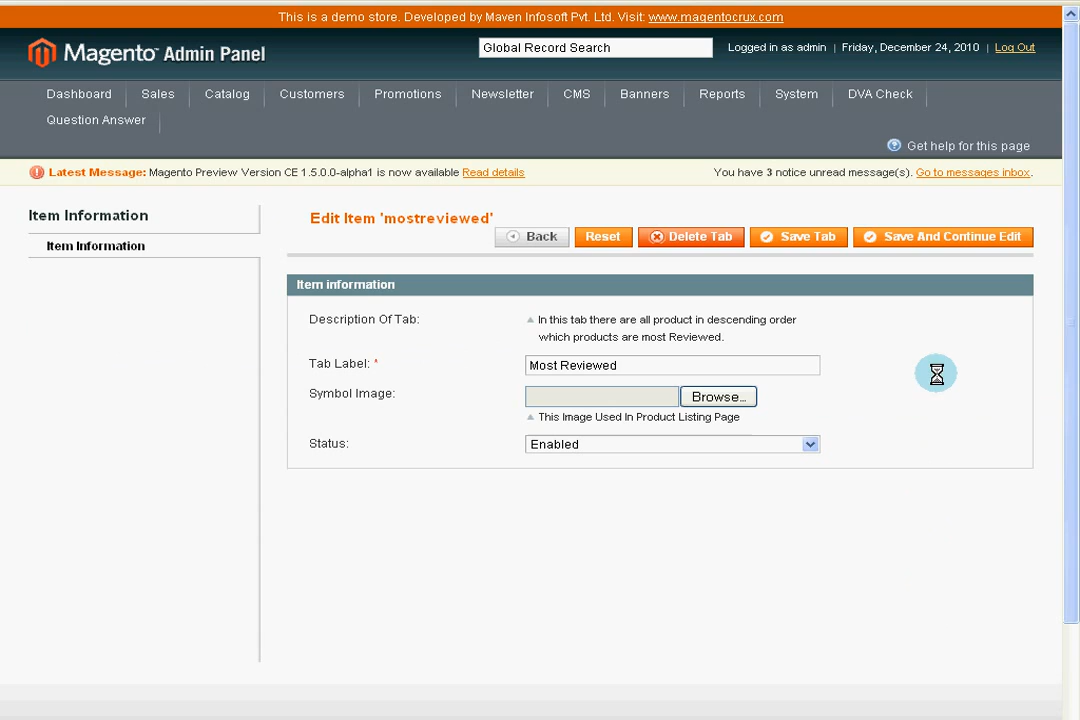 This is a demo store. Developed by Maven Infosoft Pvt. Ltd. Visit: www.magentocrux.com
Magento Admin Panel
Global Record Search
Logged in as admin | Friday, December 24, 2010 | Log Out
Dashboard Sales Catalog Customers Promotions Newsletter CMS Banners Reports System DVA Check
Question Answer
Get help for this page
Latest Message: Magento Preview Version CE 1.5.0.0-alpha1 is now available Read details
You have 3 notice unread message(s). Go to messages inbox.
Item Information
Item Information
Edit Item 'mostreviewed'
Back Reset Delete Tab Save Tab Save And Continue Edit
Item information
Description Of Tab:
In this tab there are all product in descending order
which products are most Reviewed.
Tab Label: * Most Reviewed
Symbol Image: Browse...
This Image Used In Product Listing Page
Status: Enabled